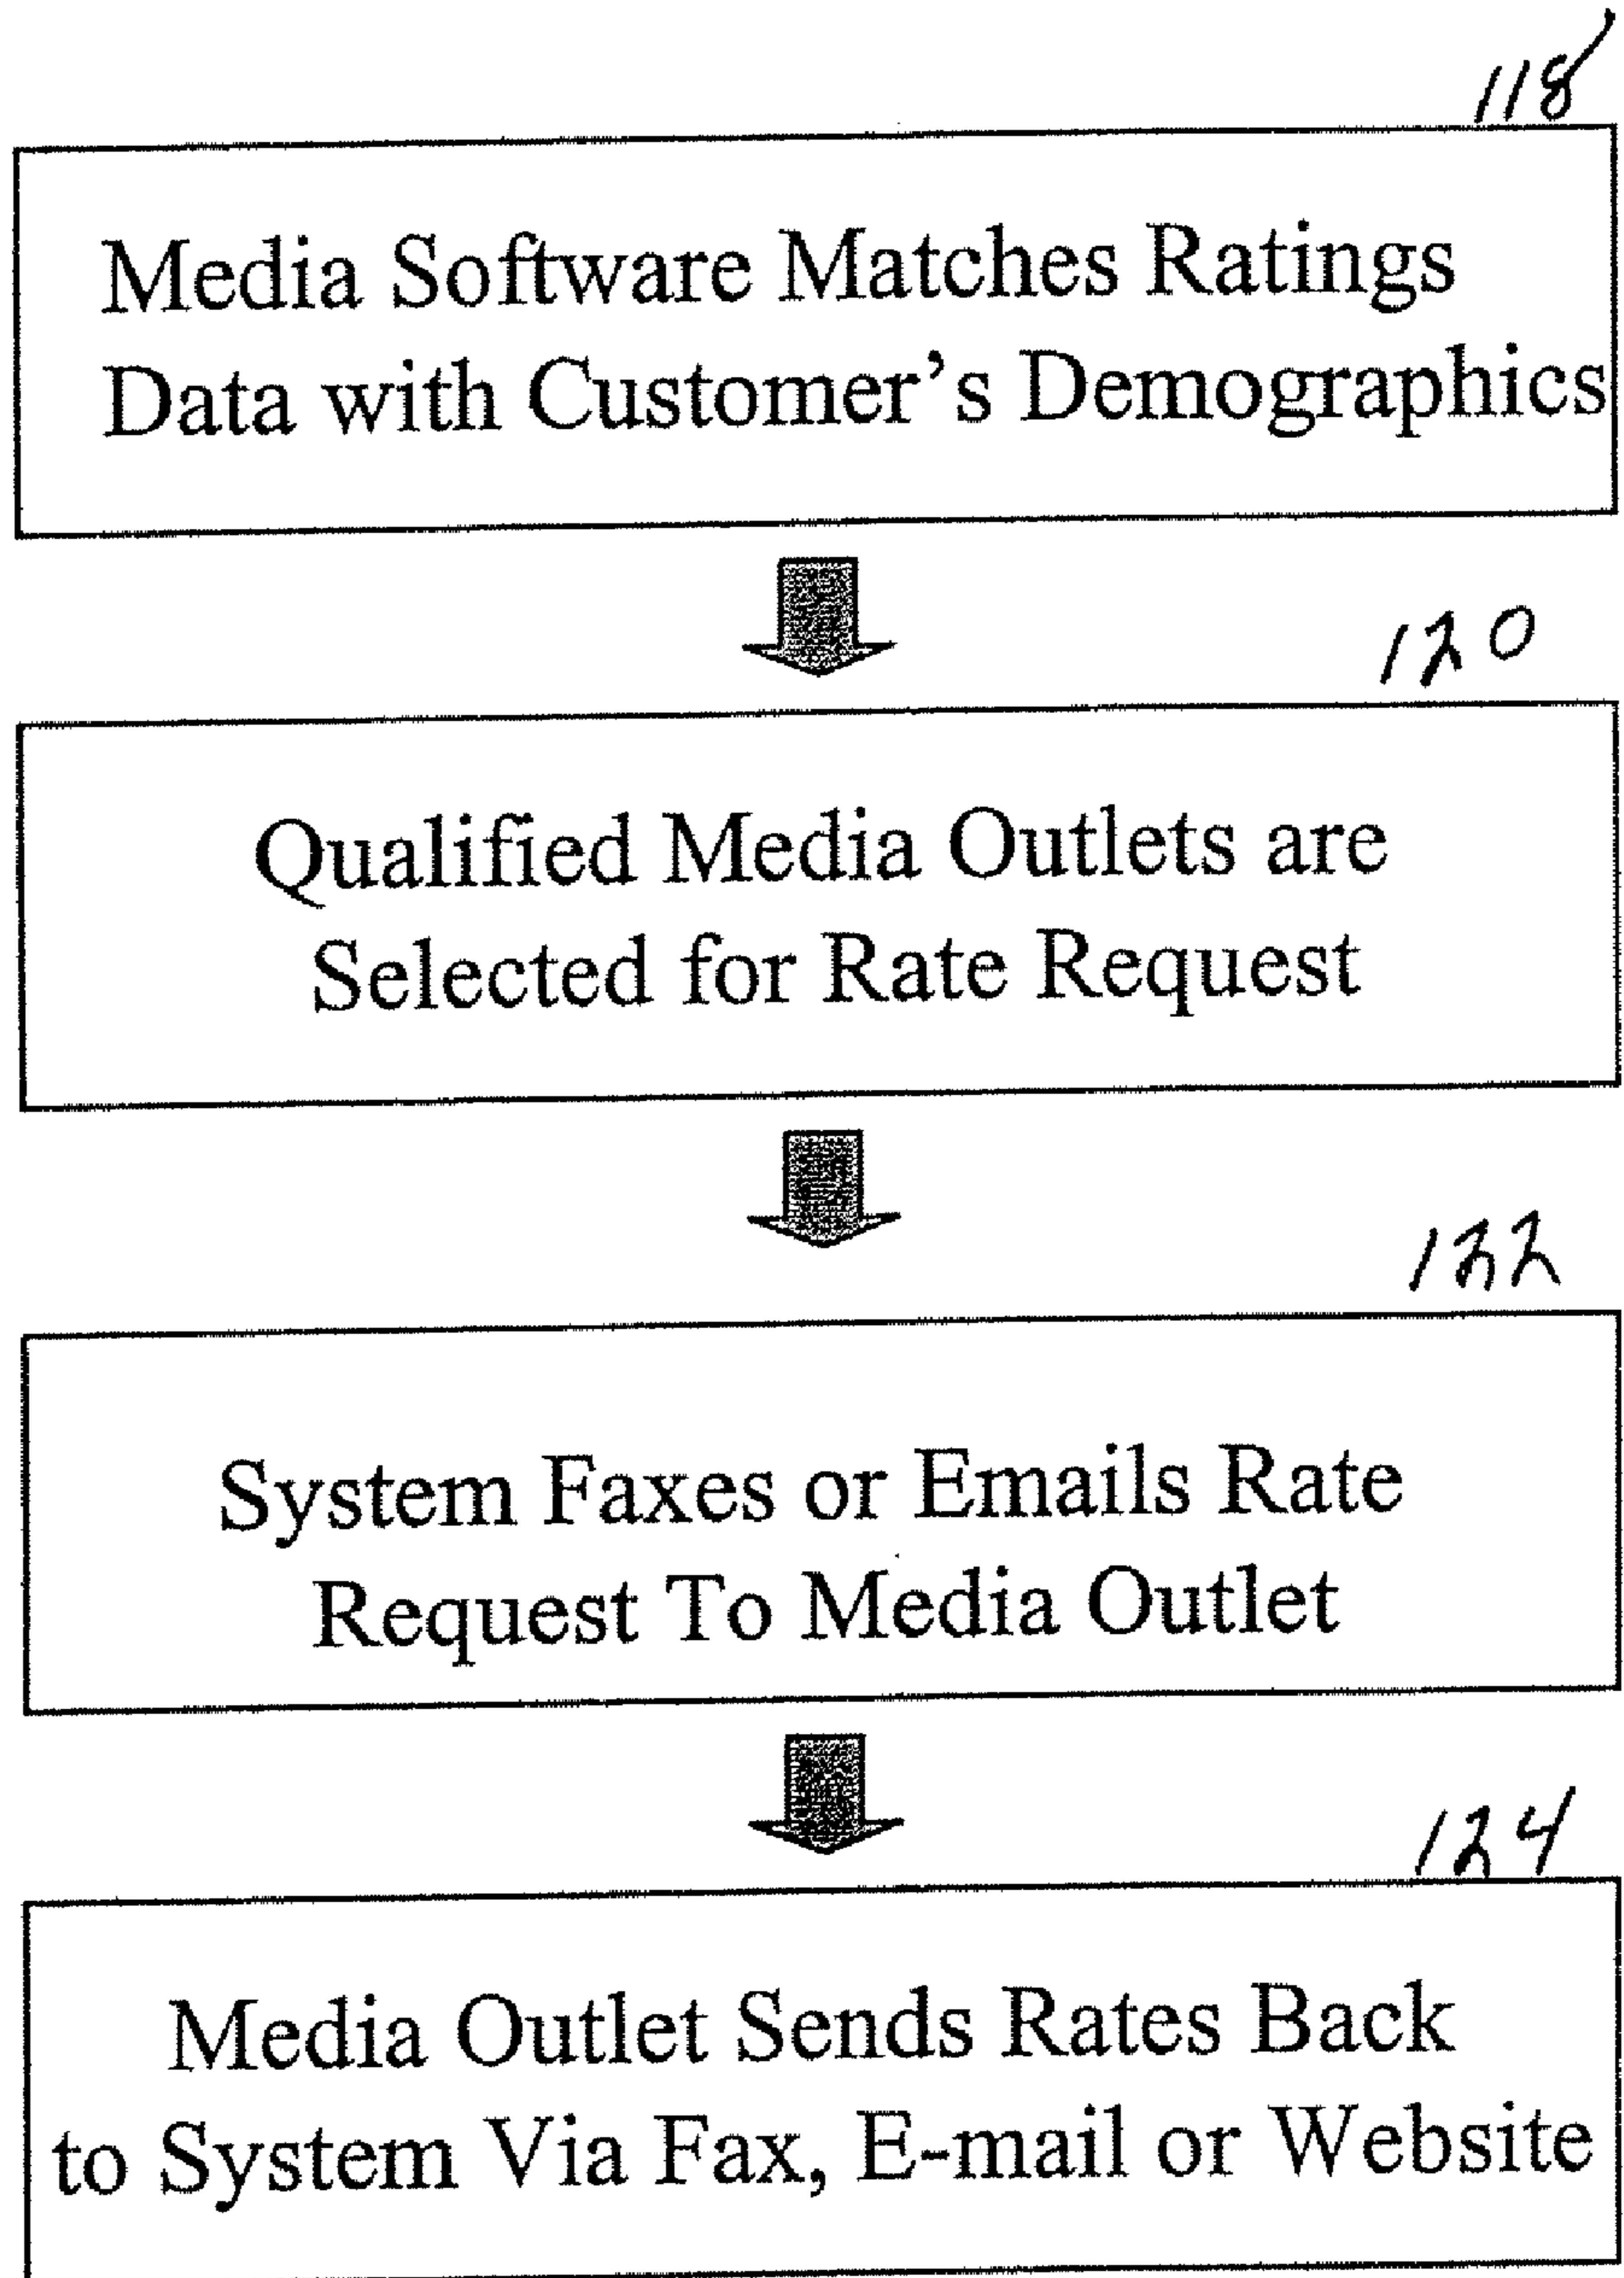 118
Media Software Matches Ratings
Data with Customer's Demographics
120
Qualified Media Outlets are
Selected for Rate Request
122
System Faxes or Emails Rate
Request To Media Outlet
124
Media Outlet Sends Rates Back
to System Via Fax, E-mail or Website